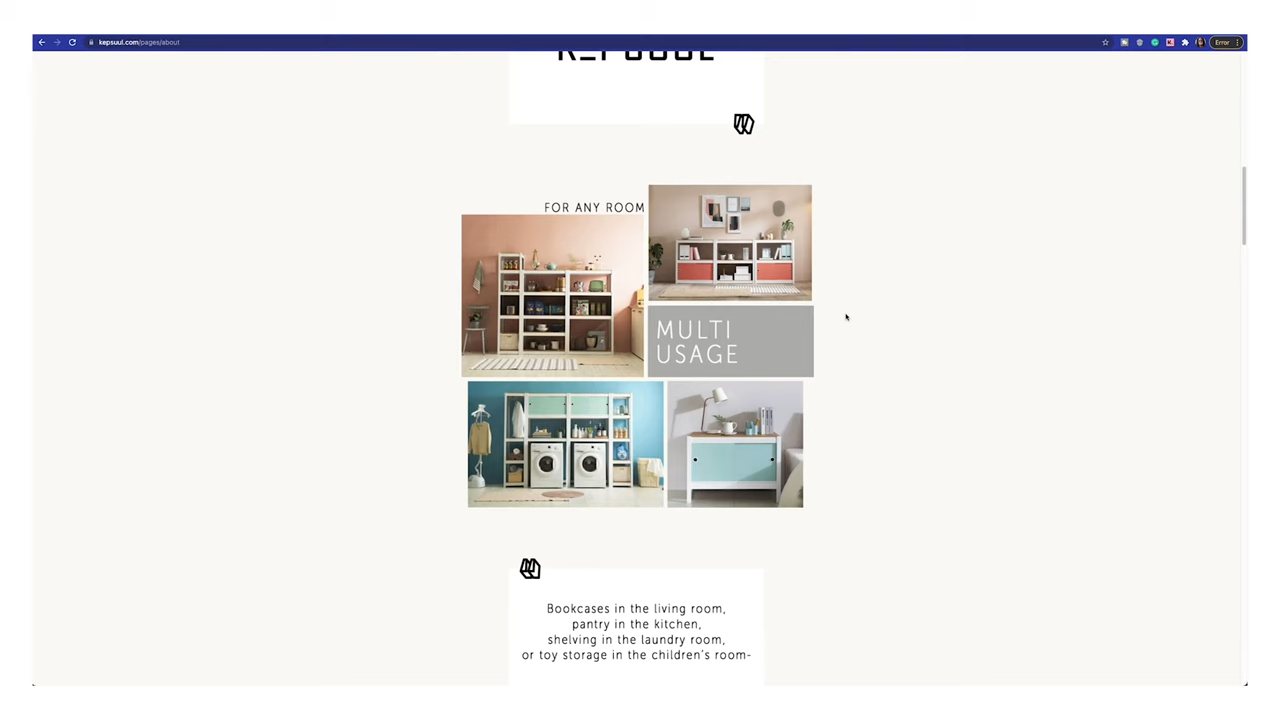 kepsuul.com/pages/about
Error
FOR ANY ROOM
MULTI
USAGE
Bookcases in the living room,
pantry in the kitchen,
shelving in the laundry room,
or toy storage in the children's room-